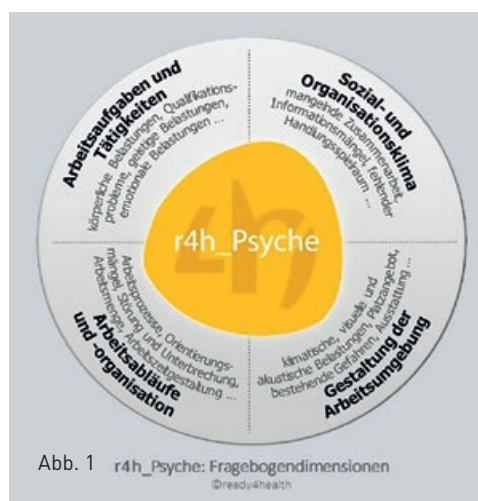 Arbeitsaufgaben und
Tätigkeiten
körperliche Belastungen, Qualifikations-
probleme, geistige Belastungen,
emotionale Belastungen ...
Sozial- und
Organisationsklima
mangelnde Zusammenarbeit,
Informationsmängel, fehlender
Handlungsspielraum ...
4h
r4h_Psyche
Arbeitsprozesse, Orientierungs-
mängel, Störung und Unterbrechung,
Arbeitsmenge, Arbeitszeitgestaltung ...
Arbeitsabläufe
und -organisation
klimatische, visuelle und
akustische Belastungen, Platzangebot,
bestehende Gefahren, Ausstattung ...
Gestaltung der
Arbeitsumgebung
Abb. 1 r4h_Psyche: Fragebogendimensionen
©ready4health